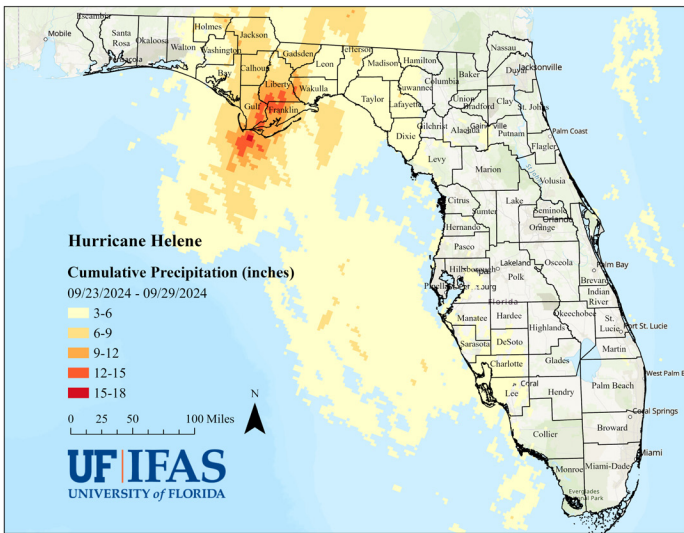 Escambia
Holmes
Jackson
Santa
Rosa
Okaloosa
Walton
Washington
Mobile
Gadsden
Jefferson
Madison
Hamilton
Nassau
Jacksonville
Bay
Calhoun
Leon
Columbia
Baker
Duval
Liberty
Wakulla
Suwannee
Taylor
Lafayette
Union
Bradford
Clay
St. Johns
Gulf
Franklin
Dixie
Gilchrist
Alachua
Putnam
Palm Coast
Flagler
Levy
Marion
Volusia
Citrus
Sumter
Lake
Seminole
Orlando
Hernando
Orange
Pasco
Lakeland
Osceola
Palm Bay
Hillsborough
Polk
Brevard
Florida
Indian
River
Manatee
Hardee
Okeechobee
St.
Lucie
Port St. Lucie
Highlands
Sarasota
DeSoto
Martin
Charlotte
Glades
West Palm B
Coral
Lee
Hendry
Palm Beach
Coral Springs
Collier
Broward
Miami
Monroe
Miami-Dade
Everglades
Hurricane Helene
Cumulative Precipitation (inches)
09/23/2024 - 09/29/2024
3-6
6-9
9-12
12-15
15-18
N
0 25 50 100 Miles
UF|IFAS
UNIVERSITY of FLORIDA